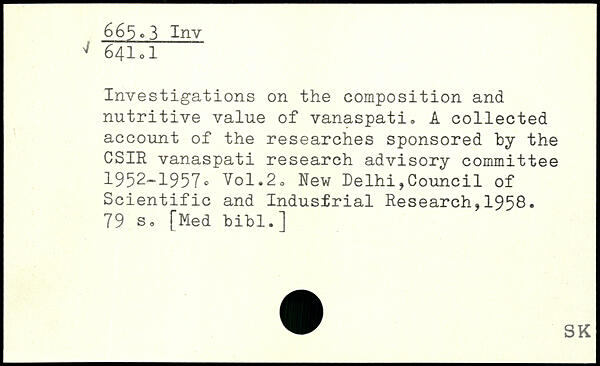 665.3 Inv
✓ 641.1
Investigations on the composition and
nutritive value of vanaspati. A collected
account of the researches sponsored by the
CSIR vanaspati research advisory committee
1952-1957. Vol.2. New Delhi,Council of
Scientific and Industrial Research,1958.
79 s. [Med bibl.]
SK